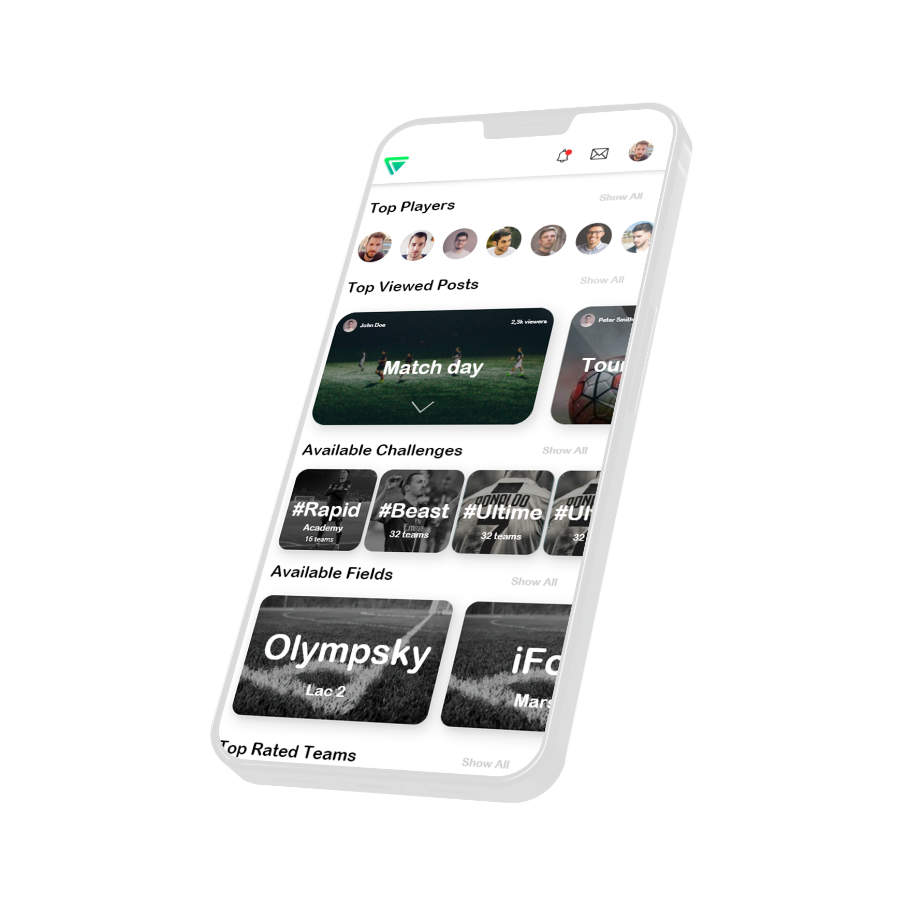 Top Players
Show All
Top Viewed Posts
Show All
John Doe
2,3k viewers
Match day
Peter Smith
Tour
Available Challenges
Show All
#Rapid
Academy
16 teams
#Beast
32 teams
RONALDO
7
#Ultime
32 teams
#Ul
32
Available Fields
Show All
Olympsky
Lac 2
iFo
Mars
Top Rated Teams
Show All